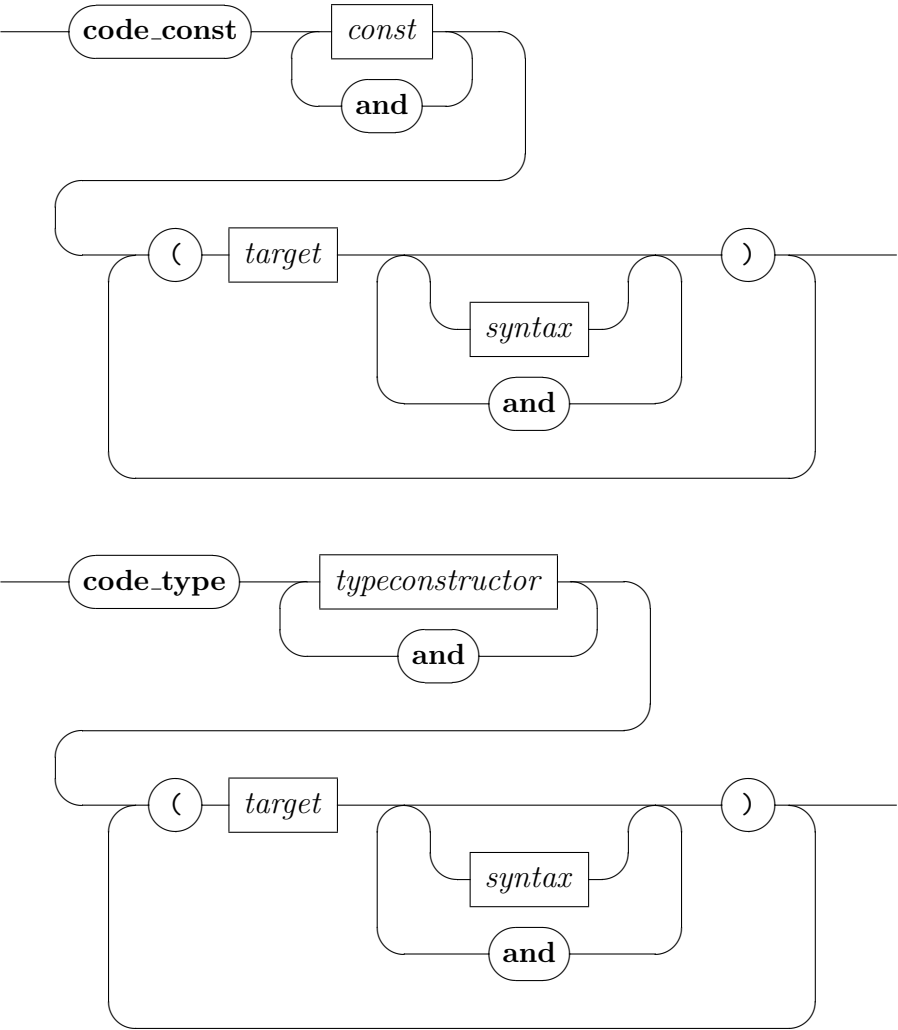 code_const const
and
( target )
syntax
and
code_type typeconstructor
and
( target )
syntax
and